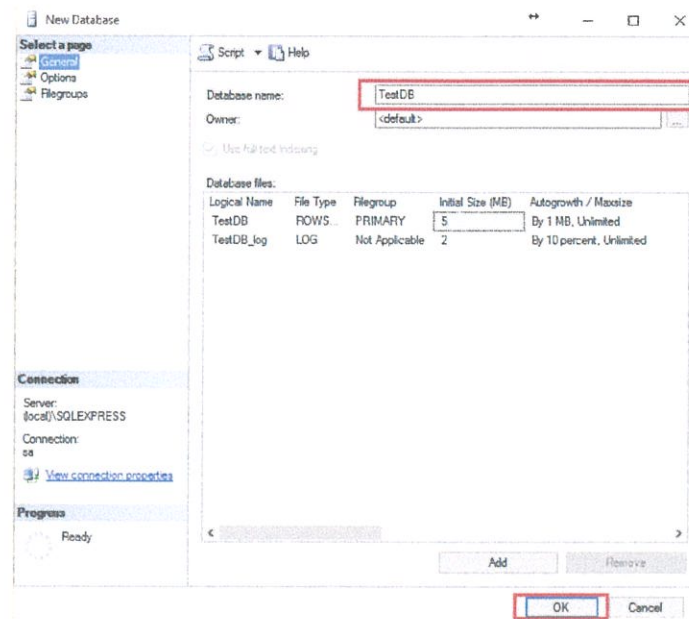 New Database
Select a page
General
Options
Filegroups
Script Help
Database name: TestDB
Owner: <default> ...
Use full-text indexing
Database files:
Logical Name File Type Filegroup Initial Size (MB) Autogrowth / Maxsize
TestDB ROWS... PRIMARY 5 By 1 MB, Unlimited
TestDB_log LOG Not Applicable 2 By 10 percent, Unlimited
Connection
Server:
(local)\SQLEXPRESS
Connection:
sa
View connection properties
Progress
Ready
Add Remove
OK Cancel